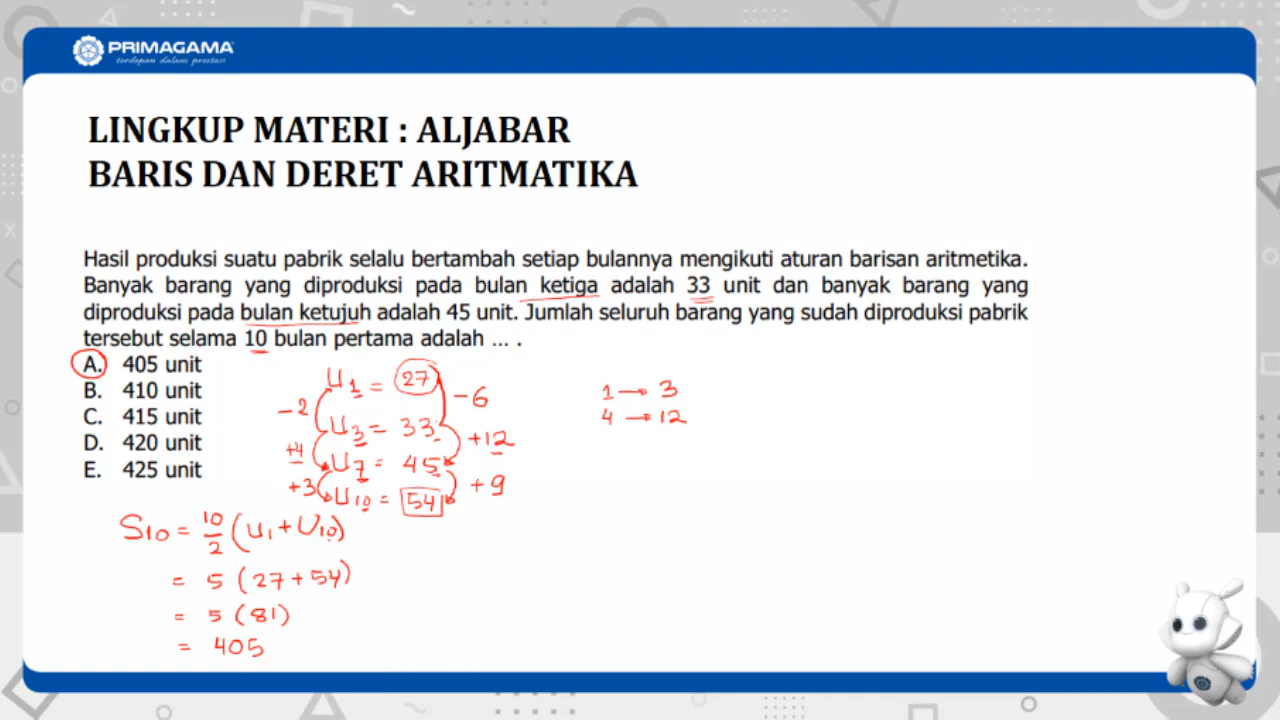 PRIMAGAMA
terdepan dalam prestasi
LINGKUP MATERI : ALJABAR
BARIS DAN DERET ARITMATIKA
Hasil produksi suatu pabrik selalu bertambah setiap bulannya mengikuti aturan barisan aritmetika.
Banyak barang yang diproduksi pada bulan ketiga adalah 33 unit dan banyak barang yang
diproduksi pada bulan ketujuh adalah 45 unit. Jumlah seluruh barang yang sudah diproduksi pabrik
tersebut selama 10 bulan pertama adalah ... .
A. 405 unit
B. 410 unit
C. 415 unit
D. 420 unit
E. 425 unit
U1 = 27
-2
-6
U3 = 33
+4
+12
U7 = 45
+3
+9
U10 = 54
1 → 3
4 → 12
S10 = 10/2 (U1 + U10)
= 5 (27 + 54)
= 5 (81)
= 405